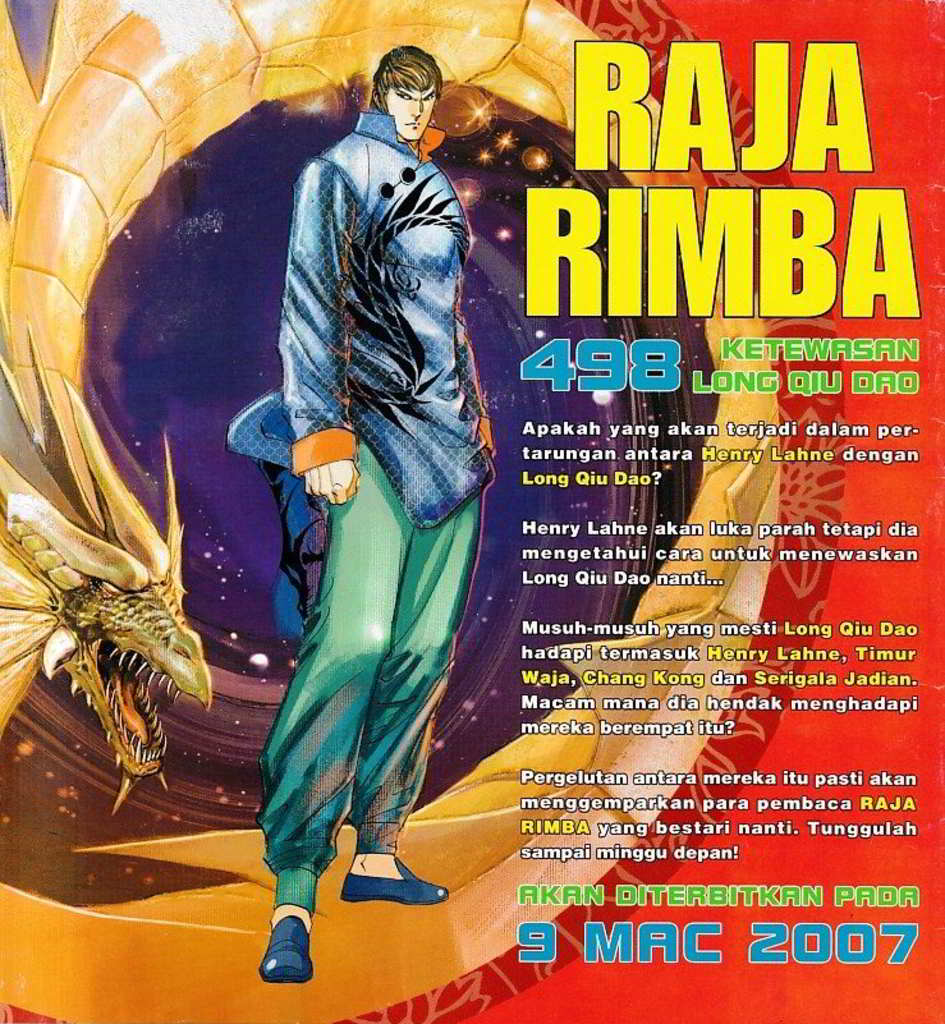 RAJA
RIMBA
498 KETEWASAN
LONG QIU DAO
Apakah yang akan terjadi dalam per-
tarungan antara Henry Lahne dengan
Long Qiu Dao?
Henry Lahne akan luka parah tetapi dia
mengetahui cara untuk menewaskan
Long Qiu Dao nanti...
Musuh-musuh yang mesti Long Qiu Dao
hadapi termasuk Henry Lahne, Timur
Waja, Chang Kong dan Serigala Jadian.
Macam mana dia hendak menghadapi
mereka berempat itu?
Pergelutan antara mereka itu pasti akan
menggemparkan para pembaca RAJA
RIMBA yang bestari nanti. Tunggulah
sampai minggu depan!
AKAN DITERBITKAN PADA
9 MAC 2007